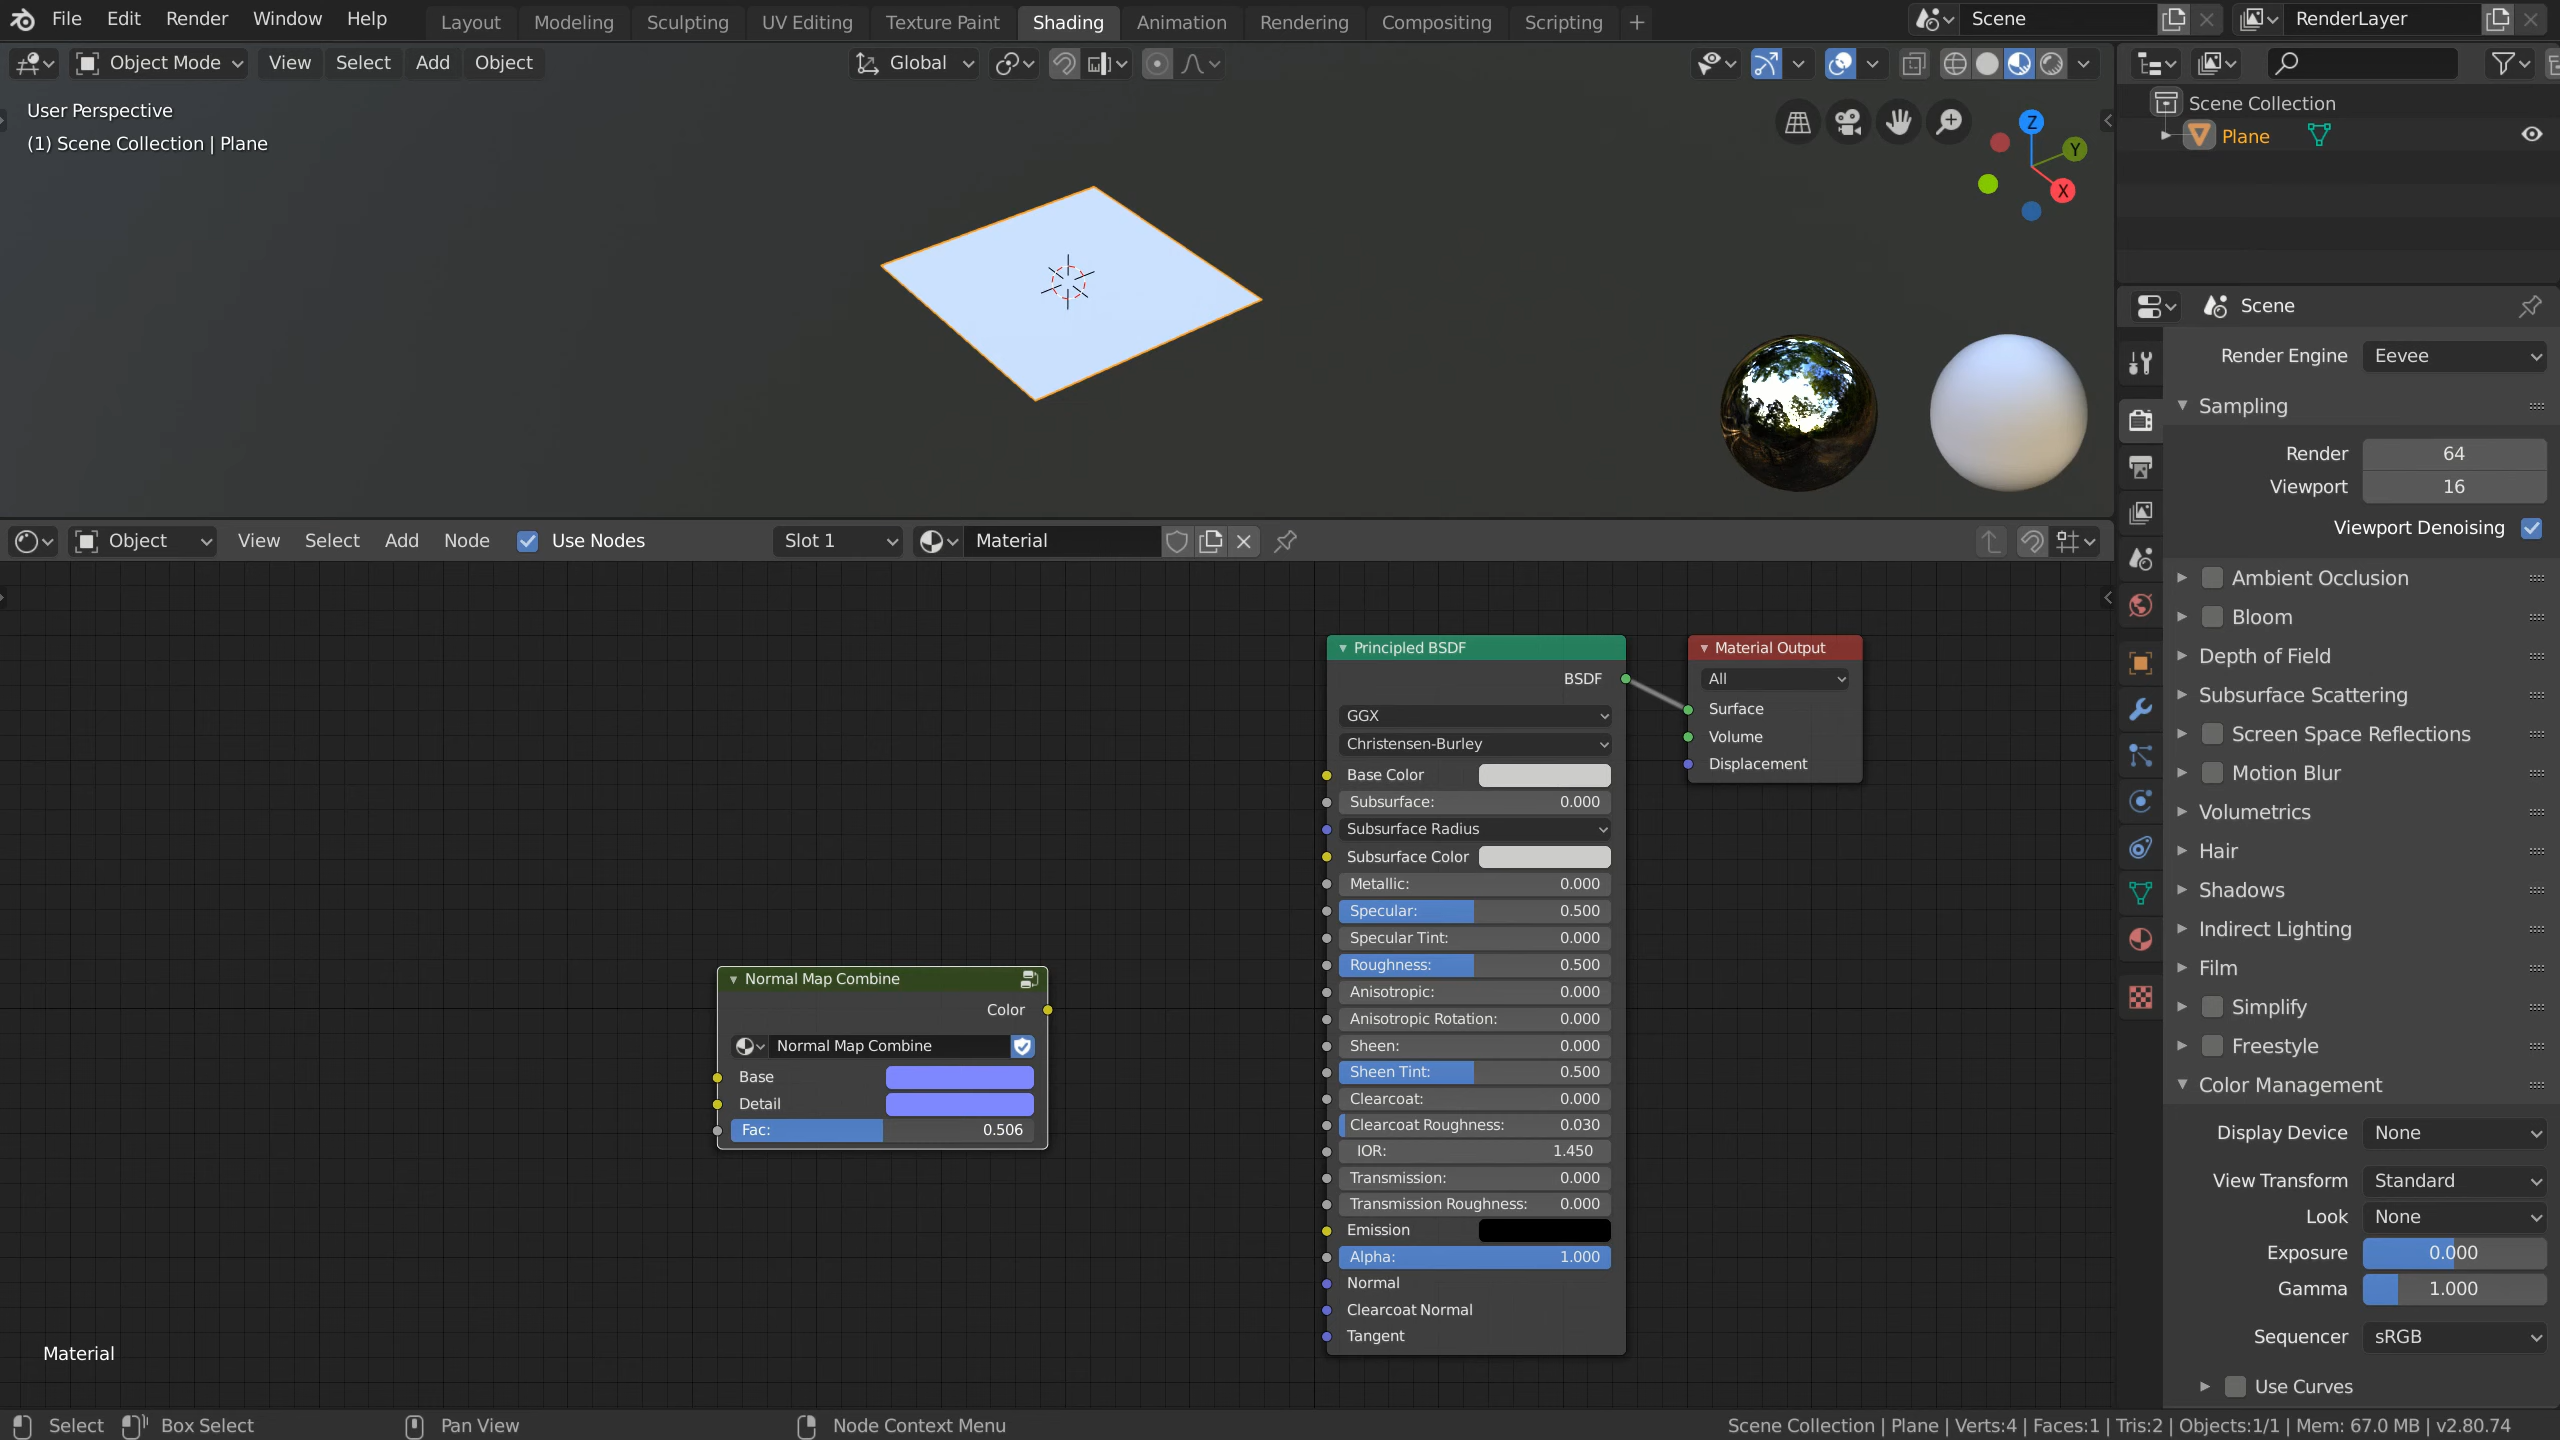 File Edit Render Window Help Layout Modeling Sculpting UV Editing Texture Paint Shading Animation Rendering Compositing Scripting + Scene RenderLayer
Object Mode View Select Add Object Global
User Perspective
(1) Scene Collection | Plane
Z
Y
X
Scene Collection
Plane
Scene
Render Engine Eevee
Sampling
Render 64
Viewport 16
Viewport Denoising
Ambient Occlusion
Bloom
Depth of Field
Subsurface Scattering
Screen Space Reflections
Motion Blur
Volumetrics
Hair
Shadows
Indirect Lighting
Film
Simplify
Freestyle
Color Management
Display Device None
View Transform Standard
Look None
Exposure 0.000
Gamma 1.000
Sequencer sRGB
Use Curves
Object View Select Add Node Use Nodes Slot 1 Material
Normal Map Combine
Color
Normal Map Combine
Base
Detail
Fac: 0.506
Principled BSDF
BSDF
GGX
Christensen-Burley
Base Color
Subsurface: 0.000
Subsurface Radius
Subsurface Color
Metallic: 0.000
Specular: 0.500
Specular Tint: 0.000
Roughness: 0.500
Anisotropic: 0.000
Anisotropic Rotation: 0.000
Sheen: 0.000
Sheen Tint: 0.500
Clearcoat: 0.000
Clearcoat Roughness: 0.030
IOR: 1.450
Transmission: 0.000
Transmission Roughness: 0.000
Emission
Alpha: 1.000
Normal
Clearcoat Normal
Tangent
Material Output
All
Surface
Volume
Displacement
Material
Select Box Select Pan View Node Context Menu Scene Collection | Plane | Verts:4 | Faces:1 | Tris:2 | Objects:1/1 | Mem: 67.0 MB | v2.80.74